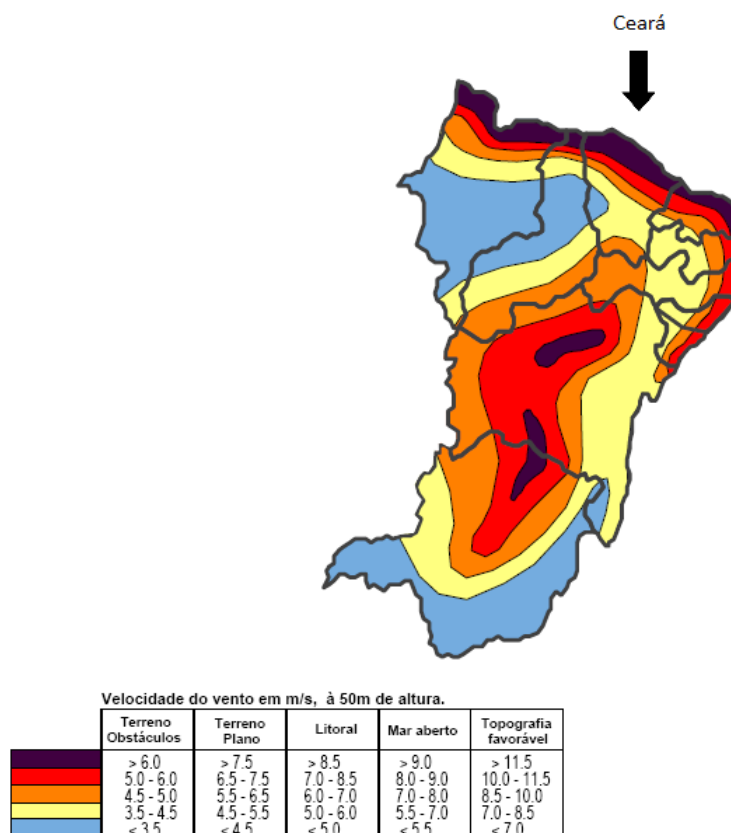 Ceará
Velocidade do vento em m/s, à 50m de altura.
Terreno Obstáculos Terreno Plano Litoral Mar aberto Topografia favorável
> 6.0 > 7.5 > 8.5 > 9.0 > 11.5
5.0 - 6.0 6.5 - 7.5 7.0 - 8.5 8.0 - 9.0 10.0 - 11.5
4.5 - 5.0 5.5 - 6.5 6.0 - 7.0 7.0 - 8.0 8.5 - 10.0
3.5 - 4.5 4.5 - 5.5 5.0 - 6.0 5.5 - 7.0 7.0 - 8.5
< 3.5 < 4.5 < 5.0 < 5.5 < 7.0